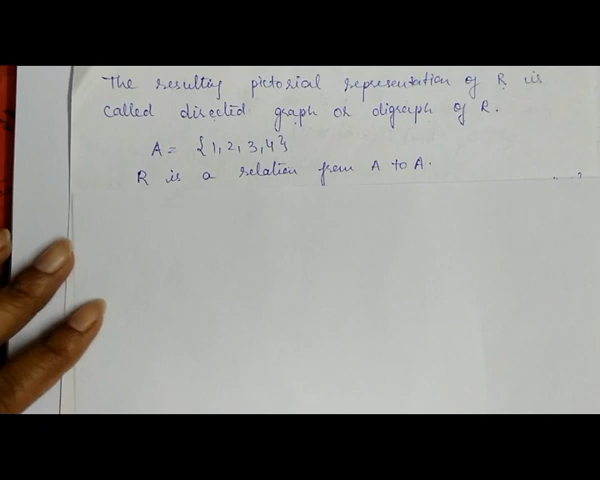 The resulting pictorial representation of R is
called directed graph or digraph of R.
A = {1, 2, 3, 4}
R is a relation from A to A.